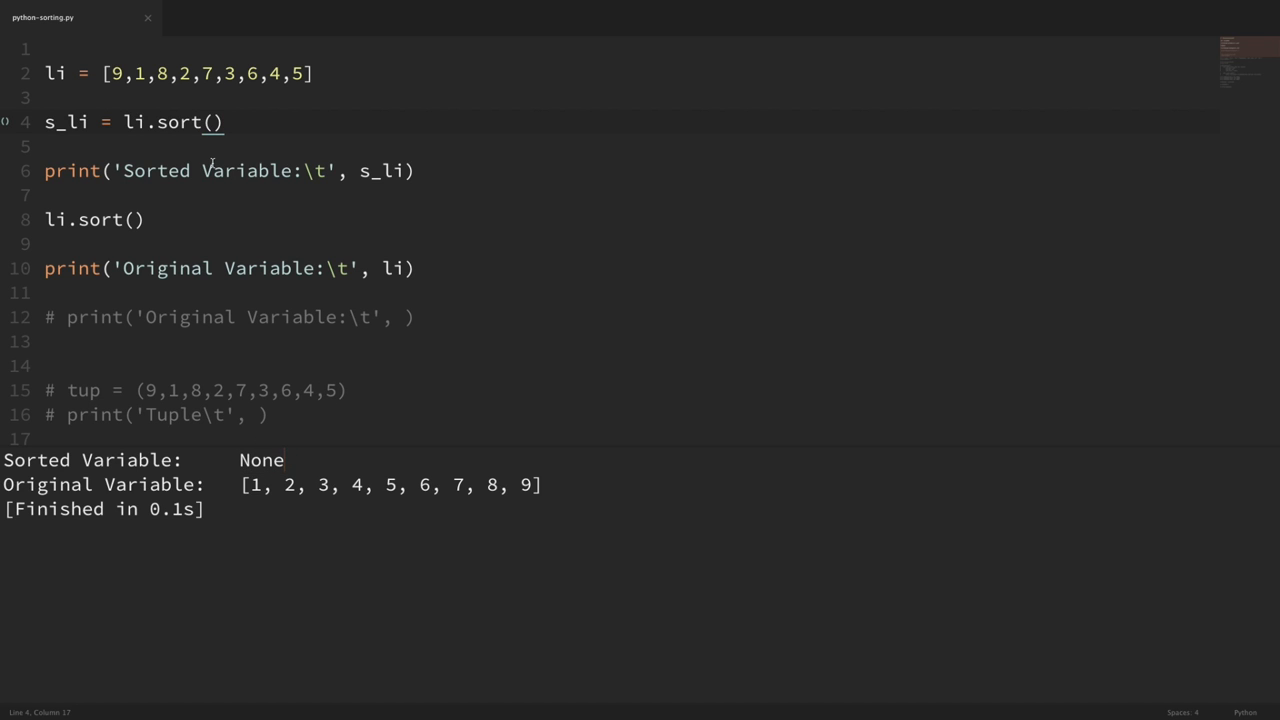 python-sorting.py ×
1
2 li = [9,1,8,2,7,3,6,4,5]
3
() 4 s_li = li.sort()
5
6 print('Sorted Variable:\t', s_li)
7
8 li.sort()
9
10 print('Original Variable:\t', li)
11
12 # print('Original Variable:\t', )
13
14
15 # tup = (9,1,8,2,7,3,6,4,5)
16 # print('Tuple\t', )
17
Sorted Variable: None
Original Variable: [1, 2, 3, 4, 5, 6, 7, 8, 9]
[Finished in 0.1s]
Line 4, Column 17 Spaces: 4 Python